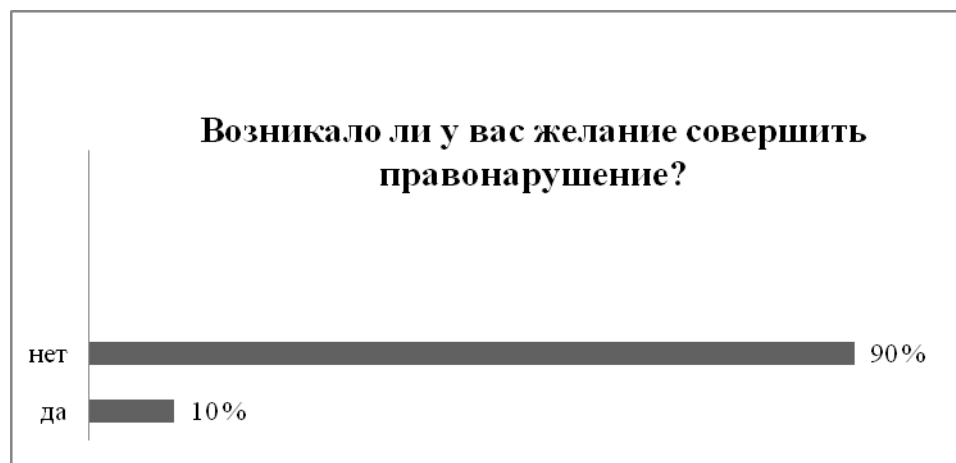 Возникало ли у вас желание совершить
правонарушение?
нет 90%
да 10%